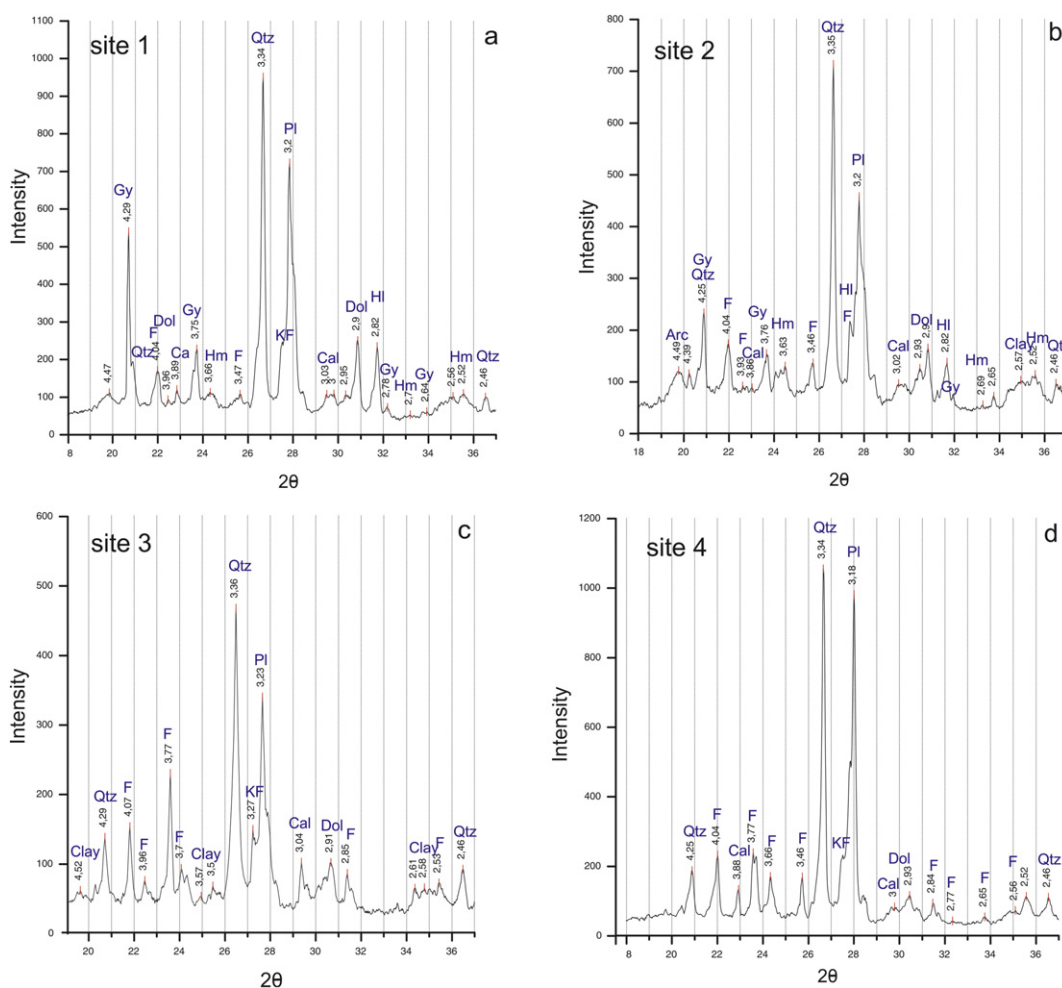 site 1
a
Intensity
1100
1000
900
800
700
600
500
400
300
200
100
0
Qtz
3,34
Pl
3,2
Gy
4,29
Qtz
F
4,04
Dol
3,96
Ca
3,89
Gy
3,75
Hm
3,66
F
3,47
4,47
KF
Cal
3,03
3
2,95
Dol
2,9
Hl
2,82
Gy
2,78
Hm
2,7
Gy
2,64
2,56
Hm
2,52
Qtz
2,46
8 20 22 24 26 28 30 32 34 36
2θ
site 2
b
Intensity
800
700
600
500
400
300
200
100
0
Qtz
3,35
Pl
3,2
Arc
4,49
4,39
Gy
Qtz
4,25
F
4,04
F
3,93
Cal
3,86
Gy
3,76
Hm
3,63
F
3,46
Hl
F
Cal
3,02
2,93
Dol
2,9
Hl
2,82
Gy
Hm
2,69
2,65
Clay
2,57
Hm
2,52
Qt
2,46
18 20 22 24 26 28 30 32 34 36
2θ
site 3
c
Intensity
600
500
400
300
200
100
0
Qtz
3,36
Pl
3,23
Clay
4,52
Qtz
4,29
F
4,07
F
3,96
F
3,77
F
3,7
Clay
3,57
3,5
KF
3,27
Cal
3,04
Dol
2,91
F
2,85
Clay
2,61
2,58
F
2,53
Qtz
2,46
20 22 24 26 28 30 32 34 36
2θ
site 4
d
Intensity
1200
1000
800
600
400
200
0
Qtz
3,34
Pl
3,18
Qtz
4,25
F
4,04
Cal
3,88
F
3,77
F
3,66
F
3,46
KF
Cal
3
Dol
2,93
F
2,84
F
2,77
F
2,65
F
2,56
2,52
Qtz
2,46
8 20 22 24 26 28 30 32 34 36
2θ